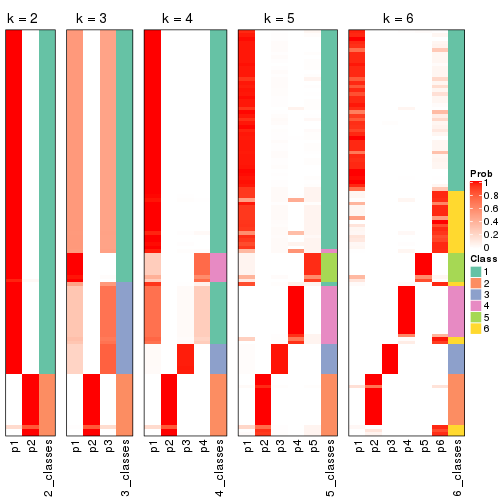 k = 2
k = 3
k = 4
k = 5
k = 6
Prob
1
0.8
0.6
0.4
0.2
0
Class
1
2
3
4
5
6
p1
p2
2_classes
p1
p2
p3
3_classes
p1
p2
p3
p4
4_classes
p1
p2
p3
p4
p5
5_classes
p1
p2
p3
p4
p5
p6
6_classes